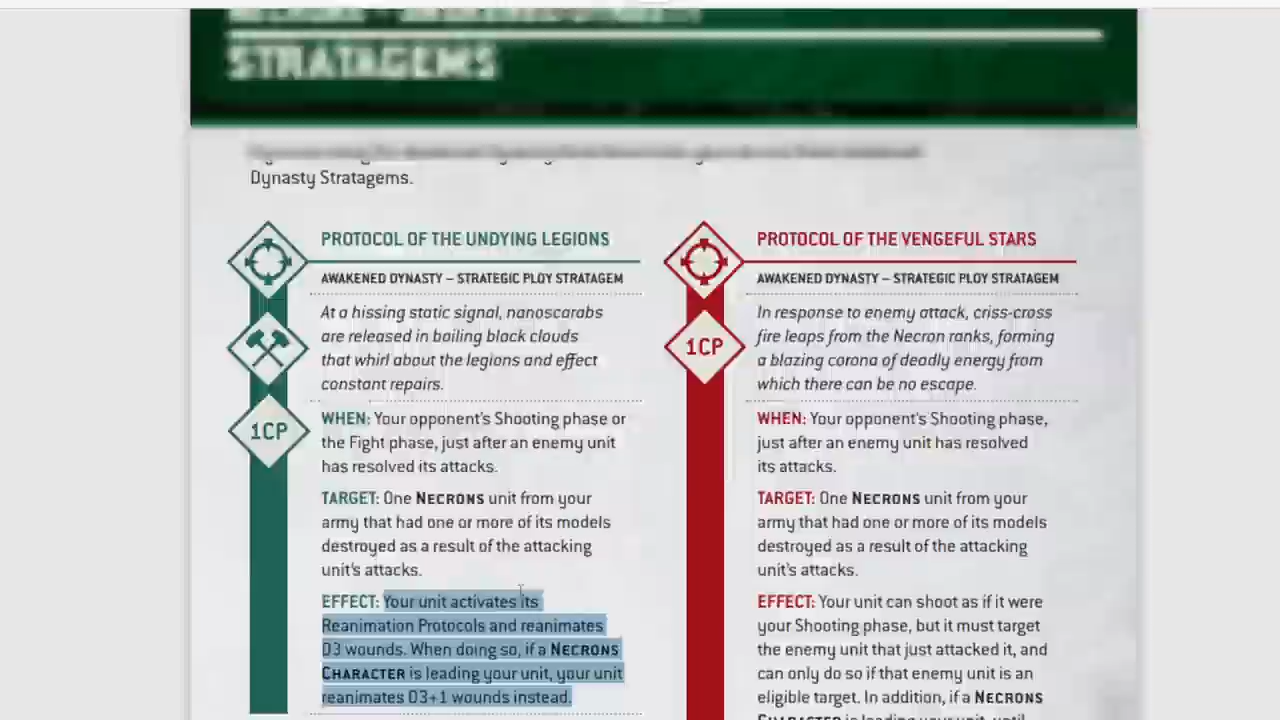 STRATAGEMS
Dynasty Stratagems.
PROTOCOL OF THE UNDYING LEGIONS
AWAKENED DYNASTY – STRATEGIC PLOY STRATAGEM
At a hissing static signal, nanoscarabs
are released in boiling black clouds
that whirl about the legions and effect
constant repairs.
1CP
WHEN: Your opponent's Shooting phase or
the Fight phase, just after an enemy unit
has resolved its attacks.
TARGET: One NECRONS unit from your
army that had one or more of its models
destroyed as a result of the attacking
unit's attacks.
EFFECT: Your unit activates its
Reanimation Protocols and reanimates
D3 wounds. When doing so, if a NECRONS
CHARACTER is leading your unit, your unit
reanimates D3+1 wounds instead.
PROTOCOL OF THE VENGEFUL STARS
AWAKENED DYNASTY – STRATEGIC PLOY STRATAGEM
1CP
In response to enemy attack, criss-cross
fire leaps from the Necron ranks, forming
a blazing corona of deadly energy from
which there can be no escape.
WHEN: Your opponent's Shooting phase,
just after an enemy unit has resolved
its attacks.
TARGET: One NECRONS unit from your
army that had one or more of its models
destroyed as a result of the attacking
unit's attacks.
EFFECT: Your unit can shoot as if it were
your Shooting phase, but it must target
the enemy unit that just attacked it, and
can only do so if that enemy unit is an
eligible target. In addition, if a NECRONS
CHARACTER is leading your unit, until